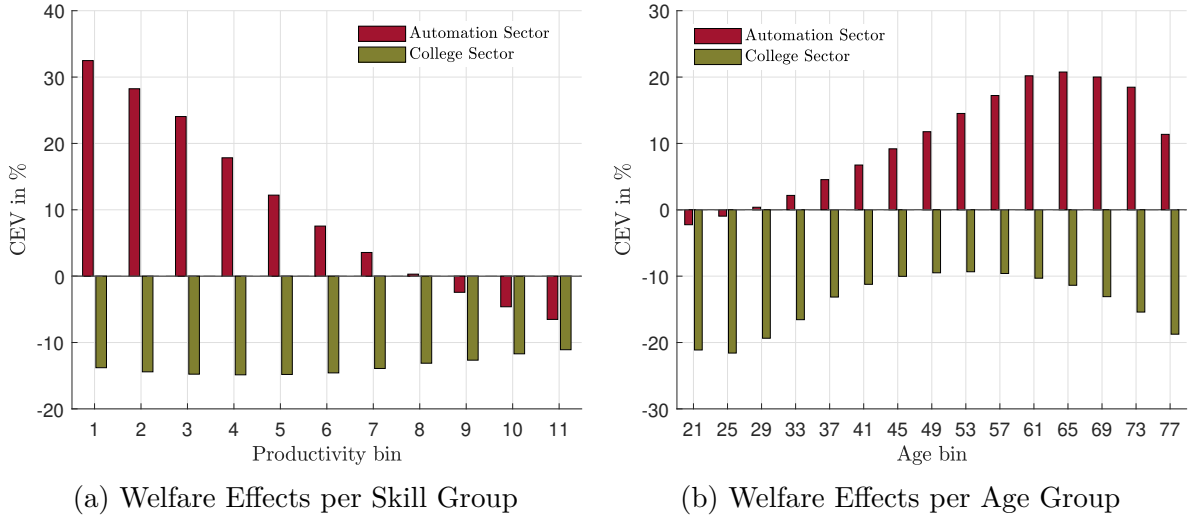 40
30
20
10
0
-10
-20
CEV in %
Automation Sector
College Sector
1 2 3 4 5 6 7 8 9 10 11
Productivity bin
(a) Welfare Effects per Skill Group
30
20
10
0
-10
-20
-30
CEV in %
Automation Sector
College Sector
21 25 29 33 37 41 45 49 53 57 61 65 69 73 77
Age bin
(b) Welfare Effects per Age Group